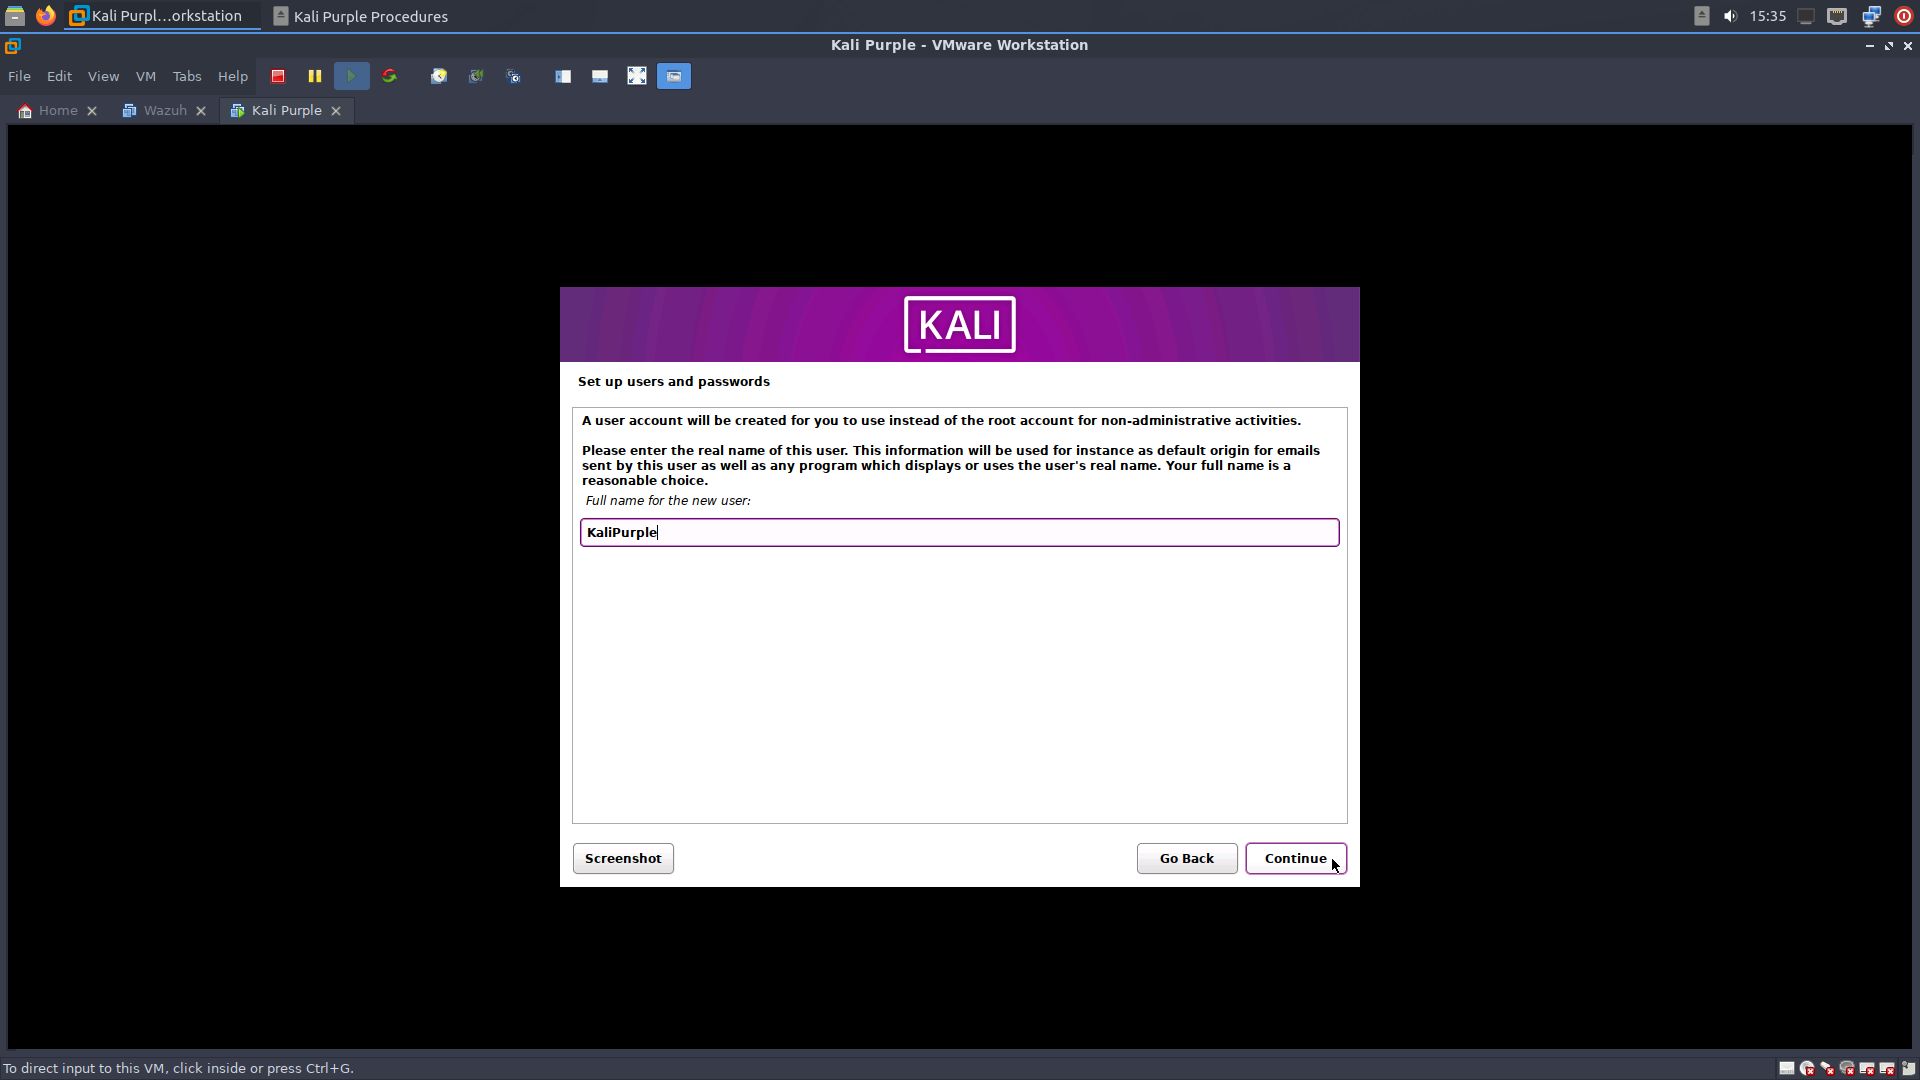 Kali Purpl...orkstation
Kali Purple Procedures
15:35
Kali Purple - VMware Workstation
File Edit View VM Tabs Help
Home
Wazuh
Kali Purple
KALI
Set up users and passwords
A user account will be created for you to use instead of the root account for non-administrative activities.
Please enter the real name of this user. This information will be used for instance as default origin for emails
sent by this user as well as any program which displays or uses the user's real name. Your full name is a
reasonable choice.
Full name for the new user:
KaliPurple
Screenshot
Go Back
Continue
To direct input to this VM, click inside or press Ctrl+G.